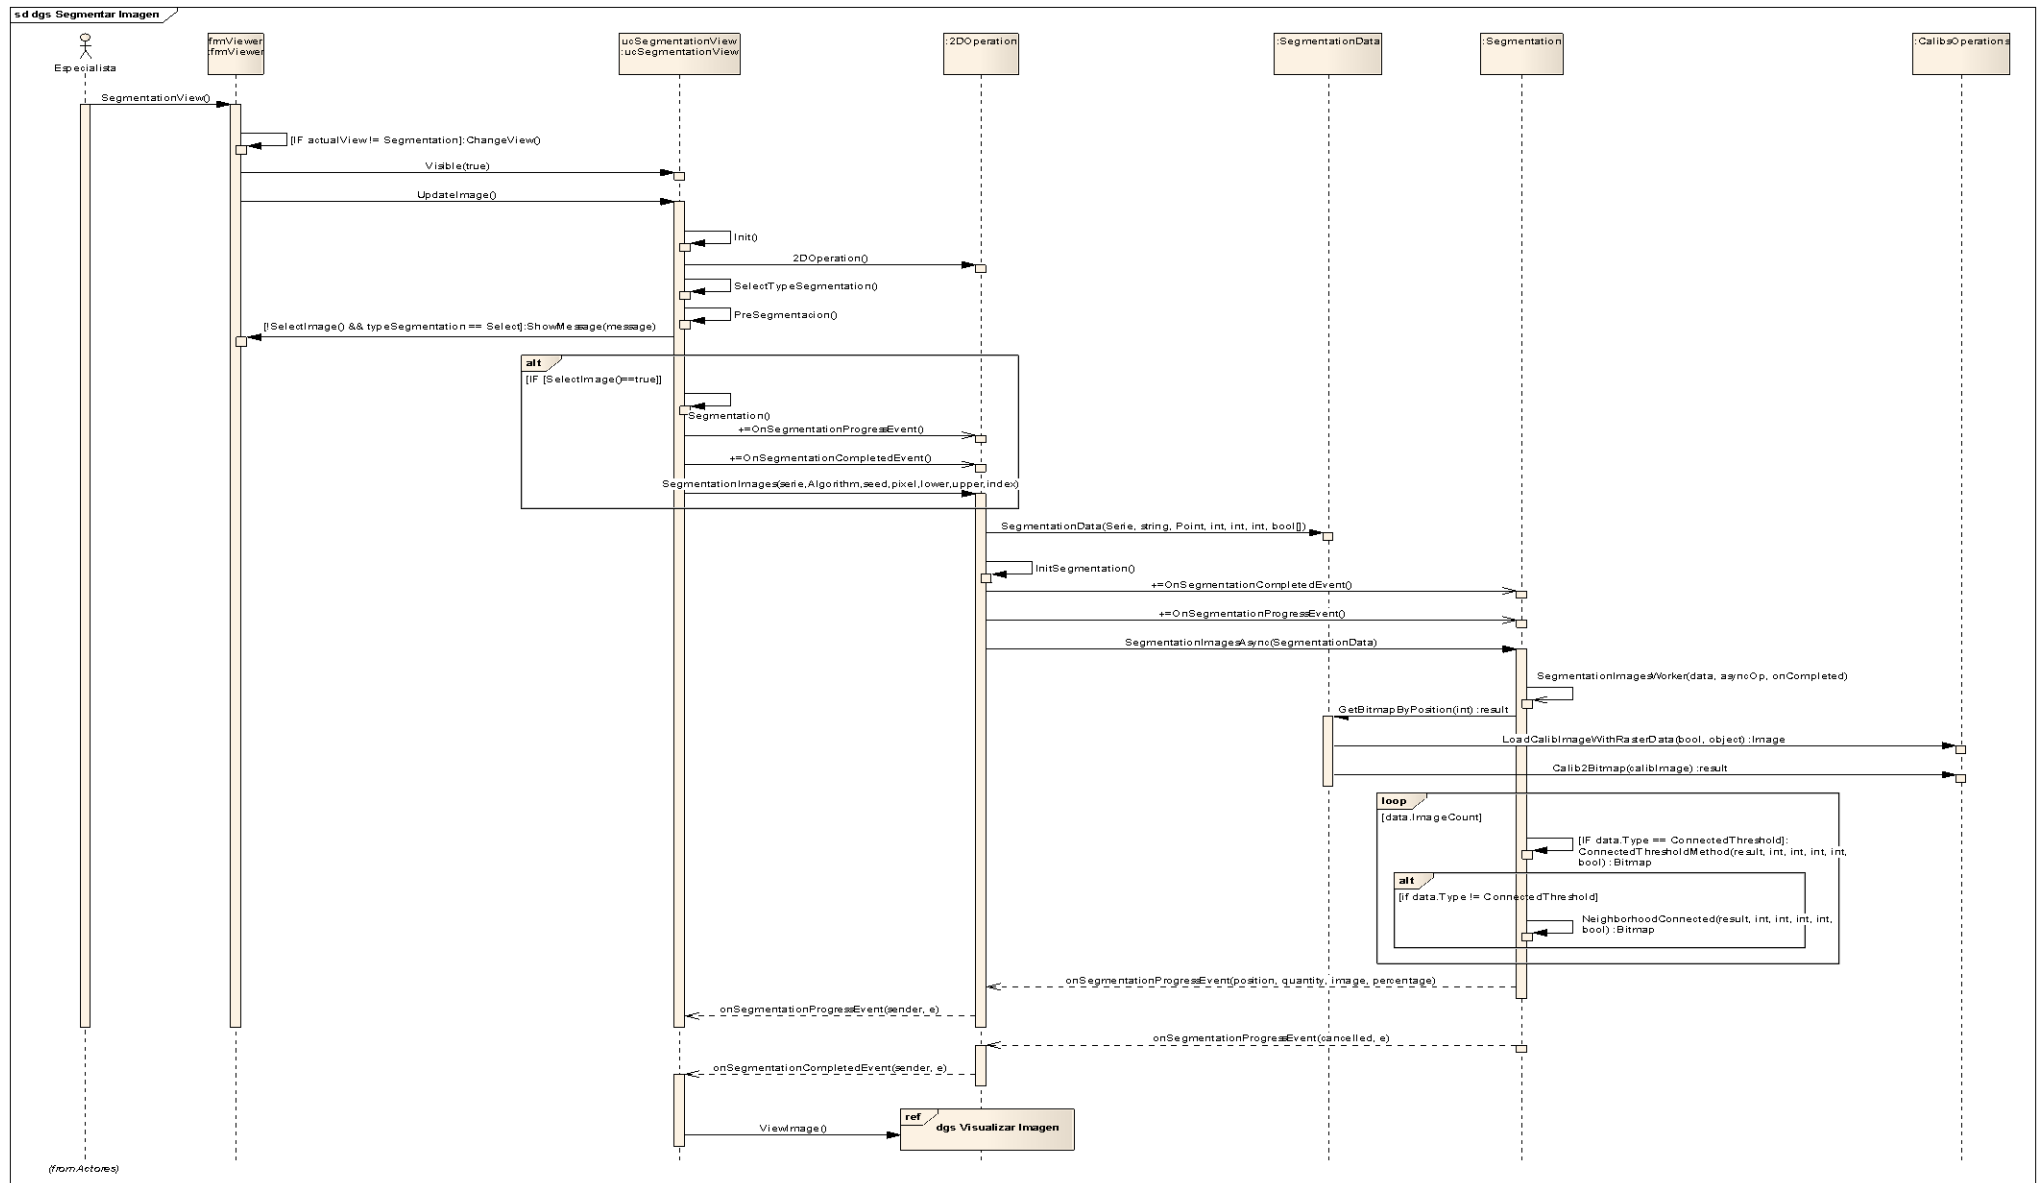 sd dgs Segmentar Imagen
Especialista
frmViewer
:frmViewer
ucSegmentationView
:ucSegmentationView
:2DOperation
:SegmentationData
:Segmentation
:CalibsOperations
SegmentationView()
[IF actualView != Segmentation]:ChangeView()
Visible(true)
UpdateImage()
Init()
2DOperation()
SelectTypeSegmentation()
PreSegmentacion()
[!SelectImage() && typeSegmentation == Select]:ShowMessage(message)
alt
[IF [SelectImage()==true]]
Segmentation()
+=OnSegmentationProgressEvent()
+=OnSegmentationCompletedEvent()
SegmentationImages(serie,Algorithm,seed,pixel,lower,upper,index)
SegmentationData(Serie, string, Point, int, int, int, bool[])
InitSegmentation()
+=OnSegmentationCompletedEvent()
+=OnSegmentationProgressEvent()
SegmentationImagesAsync(SegmentationData)
SegmentationImagesWorker(data, asyncOp, onCompleted)
GetBitmapByPosition(int) :result
LoadCalibImageWithRasterData(bool, object) :Image
Calib2Bitmap(calibImage) :result
loop
[data.ImageCount]
[IF data.Type == ConnectedThreshold]:
ConnectedThresholdMethod(result, int, int, int, int,
bool) :Bitmap
alt
[if data.Type != ConnectedThreshold]
NeighborhoodConnected(result, int, int, int, int,
bool) :Bitmap
onSegmentationProgressEvent(position, quantity, image, percentage)
onSegmentationProgressEvent(sender, e)
onSegmentationProgressEvent(cancelled, e)
onSegmentationCompletedEvent(sender, e)
ref
dgs Visualizar Imagen
ViewImage()
(from Actores)